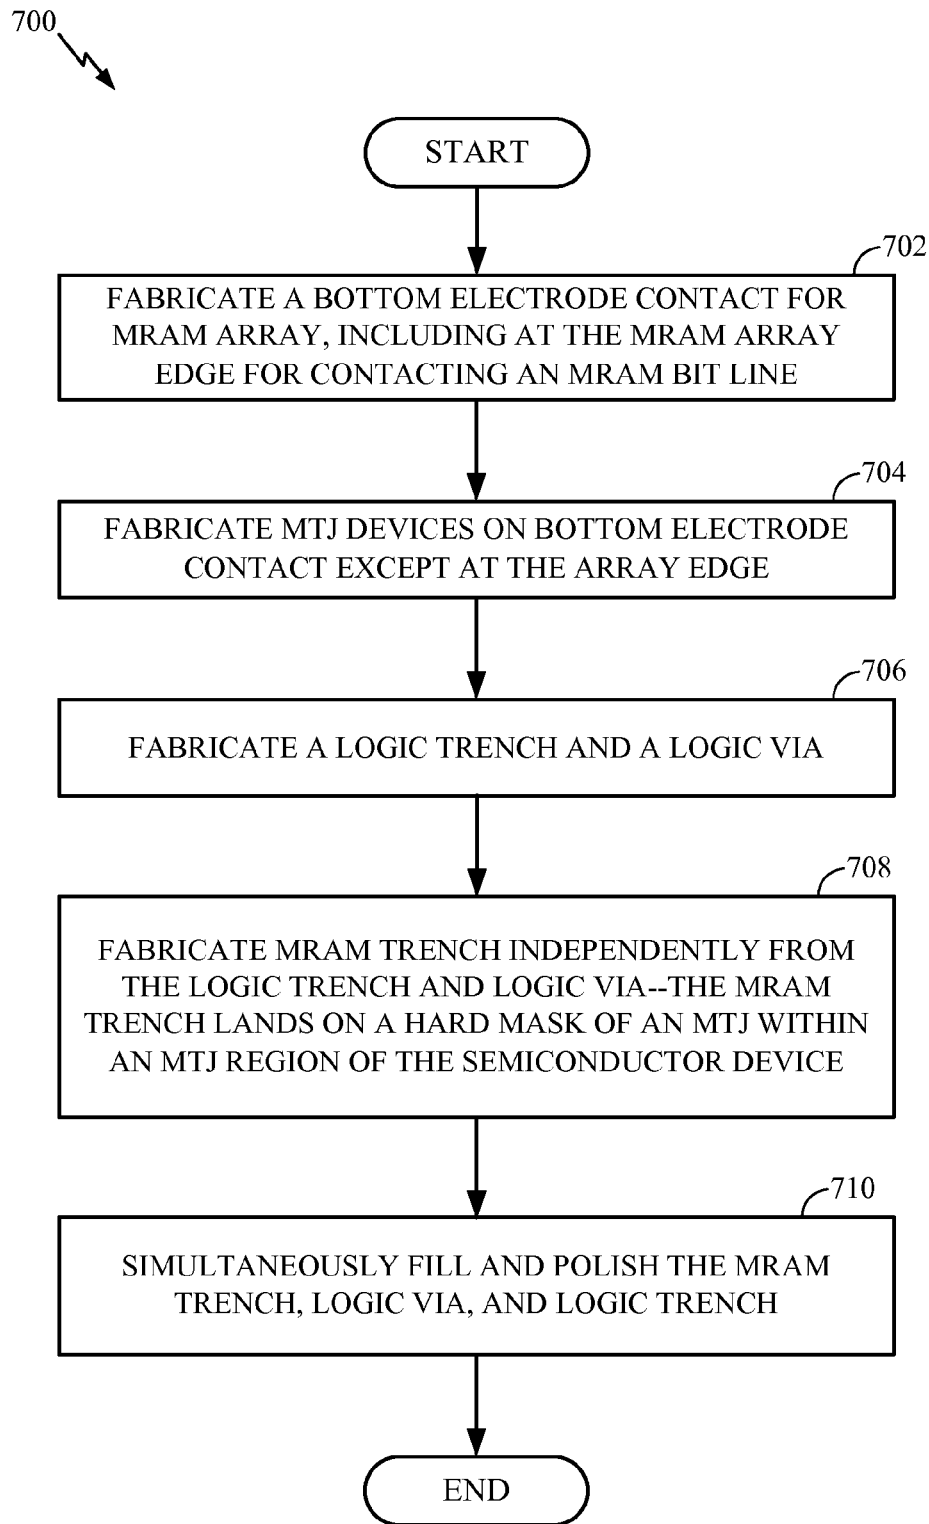 700
START
702
FABRICATE A BOTTOM ELECTRODE CONTACT FOR
MRAM ARRAY, INCLUDING AT THE MRAM ARRAY
EDGE FOR CONTACTING AN MRAM BIT LINE
704
FABRICATE MTJ DEVICES ON BOTTOM ELECTRODE
CONTACT EXCEPT AT THE ARRAY EDGE
706
FABRICATE A LOGIC TRENCH AND A LOGIC VIA
708
FABRICATE MRAM TRENCH INDEPENDENTLY FROM
THE LOGIC TRENCH AND LOGIC VIA--THE MRAM
TRENCH LANDS ON A HARD MASK OF AN MTJ WITHIN
AN MTJ REGION OF THE SEMICONDUCTOR DEVICE
710
SIMULTANEOUSLY FILL AND POLISH THE MRAM
TRENCH, LOGIC VIA, AND LOGIC TRENCH
END